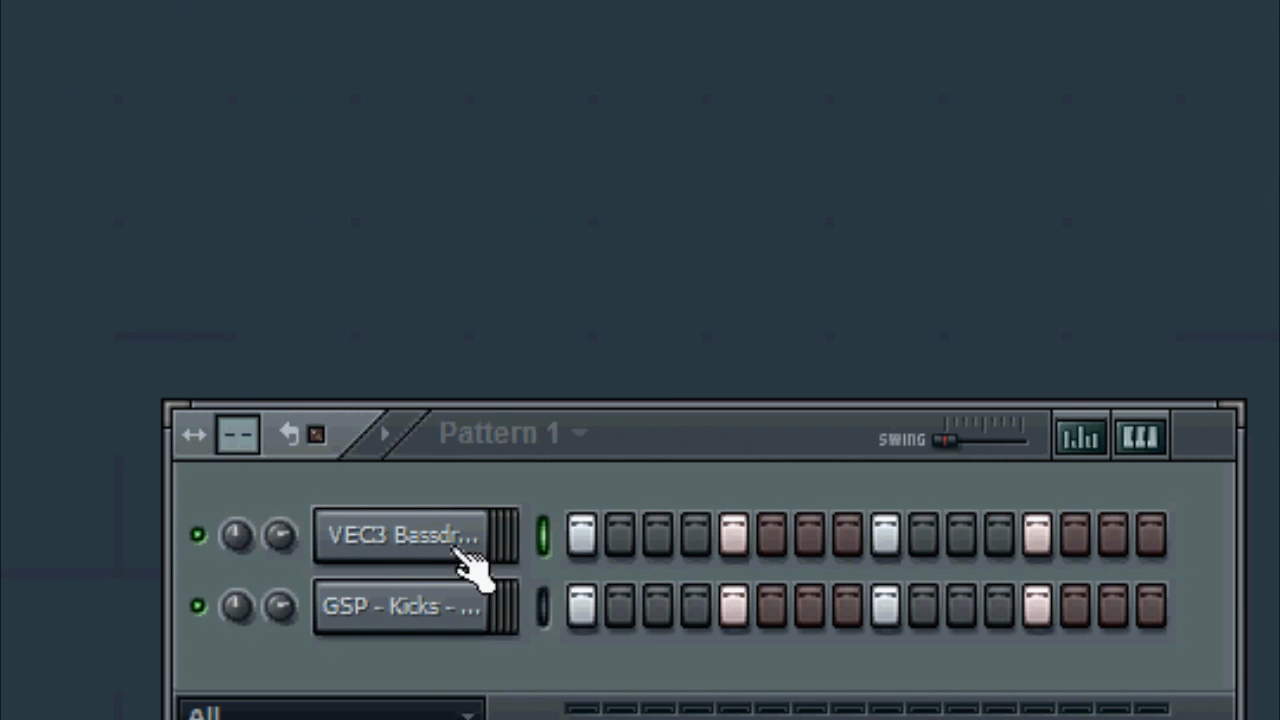 Pattern 1
SWING
VEC3 Bassdr...
GSP - Kicks - ...
All